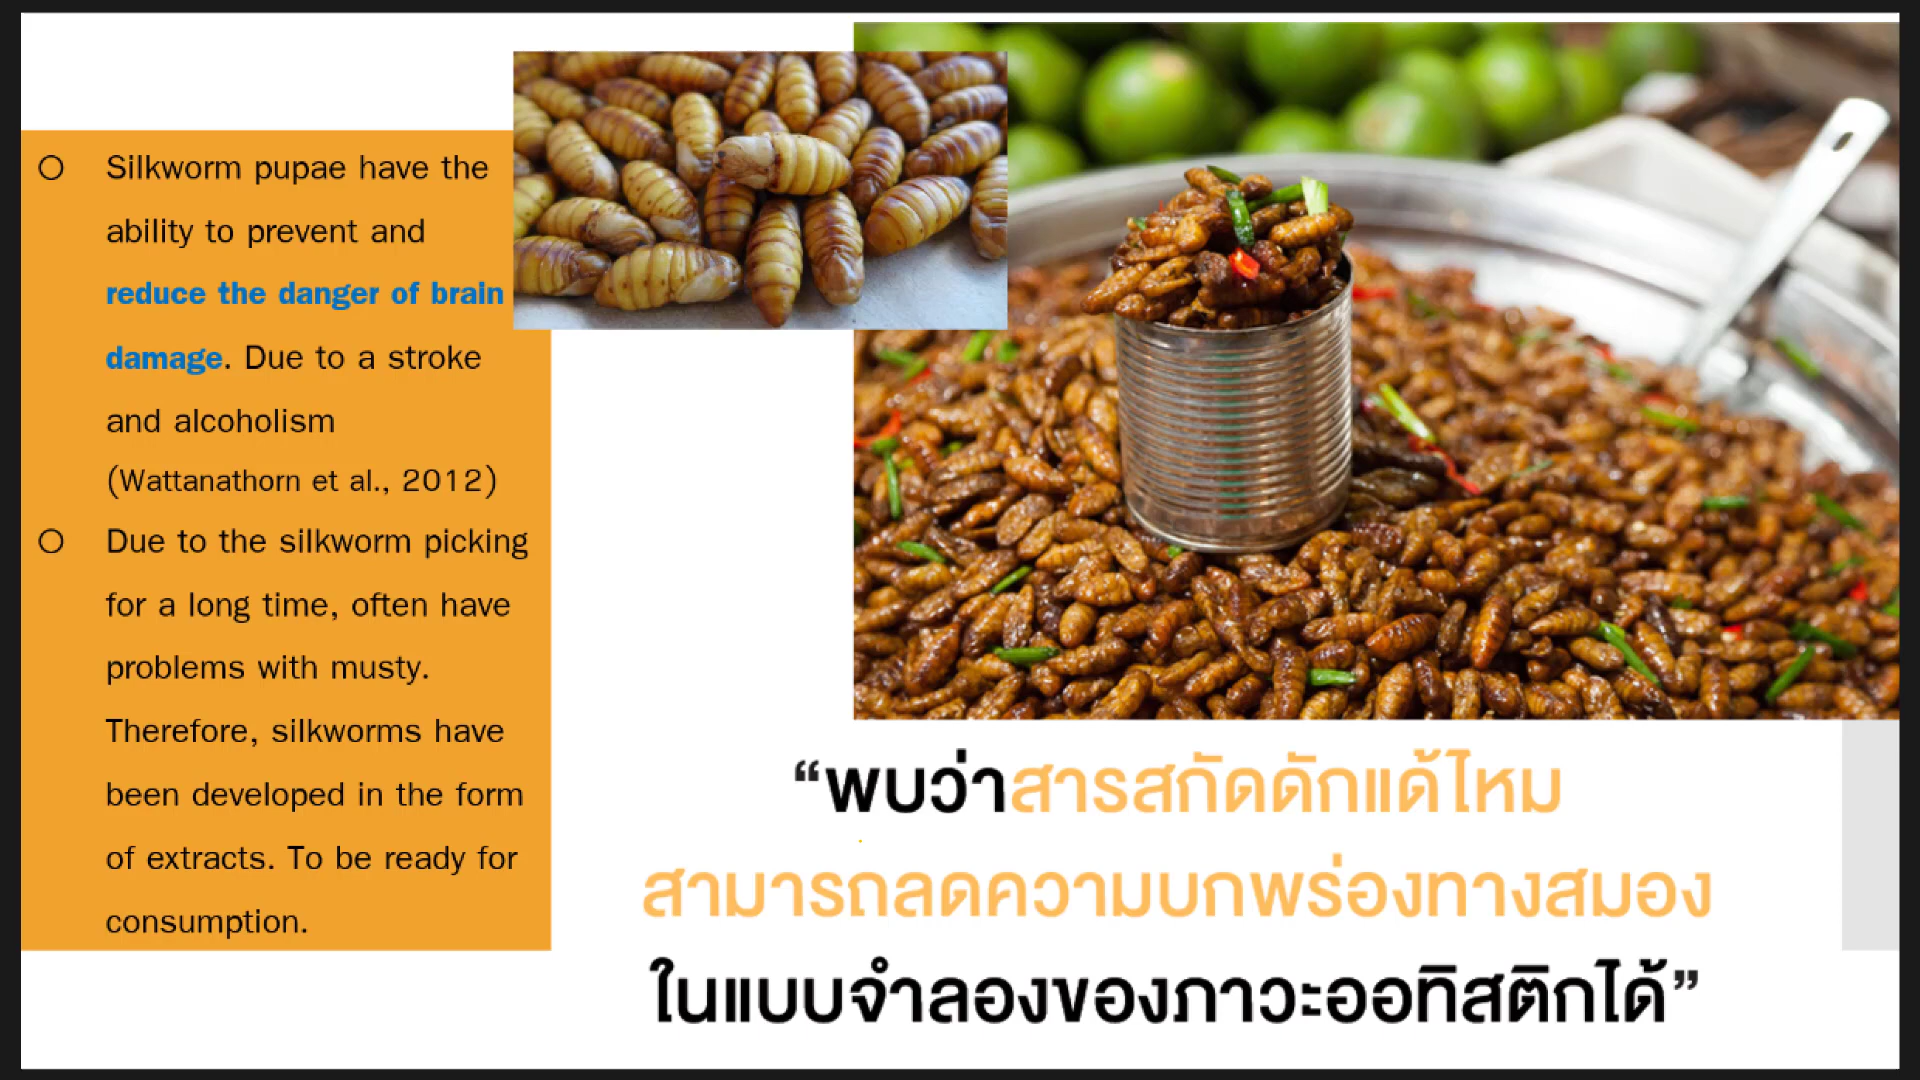 Silkworm pupae have the
ability to prevent and
reduce the danger of brain
damage. Due to a stroke
and alcoholism
(Wattanathorn et al., 2012)
Due to the silkworm picking
for a long time, often have
problems with musty.
Therefore, silkworms have
been developed in the form
of extracts. To be ready for
consumption.
“พบว่าสารสกัดดักแด้ไหม
สามารถลดความบกพร่องทางสมอง
ในแบบจำลองของภาวะออทิสติกได้”